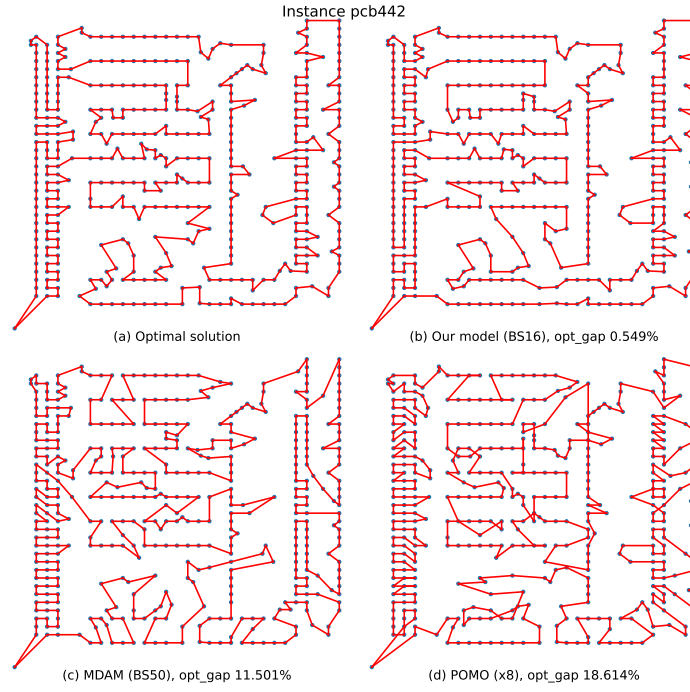 Instance pcb442
(a) Optimal solution
(b) Our model (BS16), opt_gap 0.549%
(c) MDAM (BS50), opt_gap 11.501%
(d) POMO (x8), opt_gap 18.614%